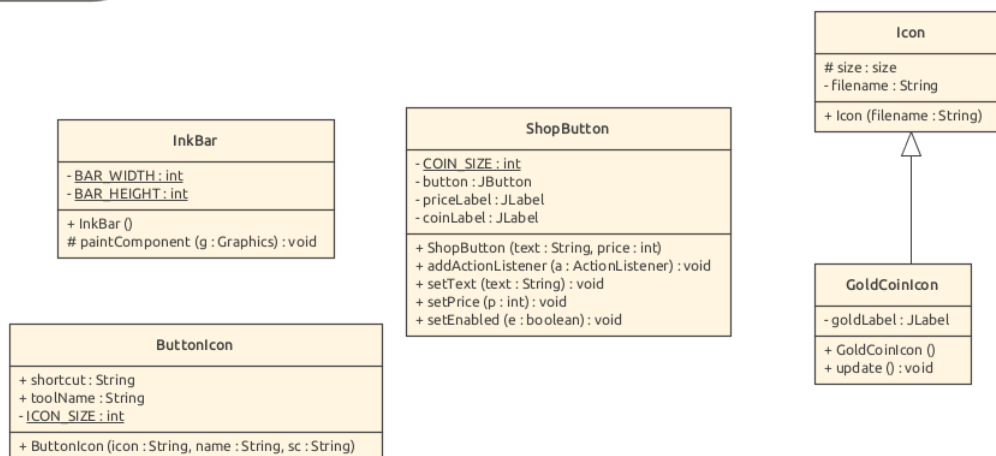 Icon
# size : size
- filename : String
+ Icon (filename : String)
InkBar
- BAR_WIDTH : int
- BAR_HEIGHT : int
+ InkBar ()
# paintComponent (g : Graphics) : void
ShopButton
- COIN_SIZE : int
- button : JButton
- priceLabel : JLabel
- coinLabel : JLabel
+ ShopButton (text : String, price : int)
+ addActionListener (a : ActionListener) : void
+ setText (text : String) : void
+ setPrice (p : int) : void
+ setEnabled (e : boolean) : void
GoldCoinIcon
- goldLabel : JLabel
+ GoldCoinIcon ()
+ update () : void
ButtonIcon
+ shortcut : String
+ toolName : String
- ICON_SIZE : int
+ ButtonIcon (icon : String, name : String, sc : String)